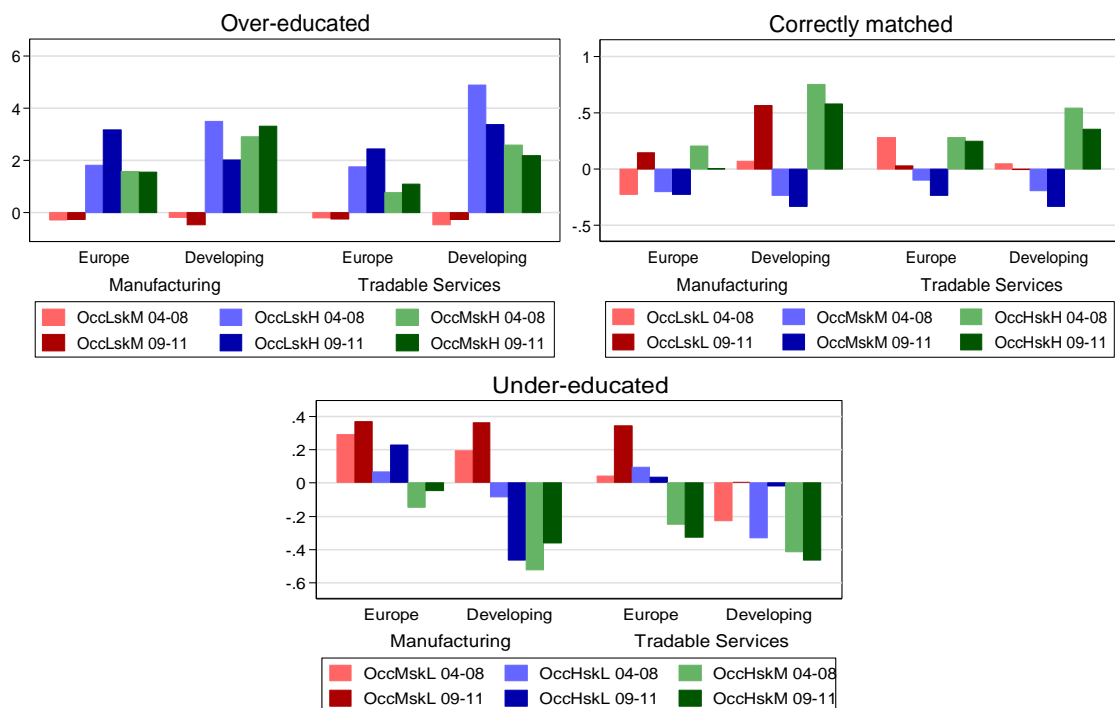 Over-educated
6
4
2
0
Europe Developing Europe Developing
Manufacturing Tradable Services
OccLskM 04-08 OccLskH 04-08 OccMskH 04-08
OccLskM 09-11 OccLskH 09-11 OccMskH 09-11
Correctly matched
1
.5
0
-.5
Europe Developing Europe Developing
Manufacturing Tradable Services
OccLskL 04-08 OccMskM 04-08 OccHskH 04-08
OccLskL 09-11 OccMskM 09-11 OccHskH 09-11
Under-educated
.4
.2
0
-.2
-.4
-.6
Europe Developing Europe Developing
Manufacturing Tradable Services
OccMskL 04-08 OccHskL 04-08 OccHskM 04-08
OccMskL 09-11 OccHskL 09-11 OccHskM 09-11